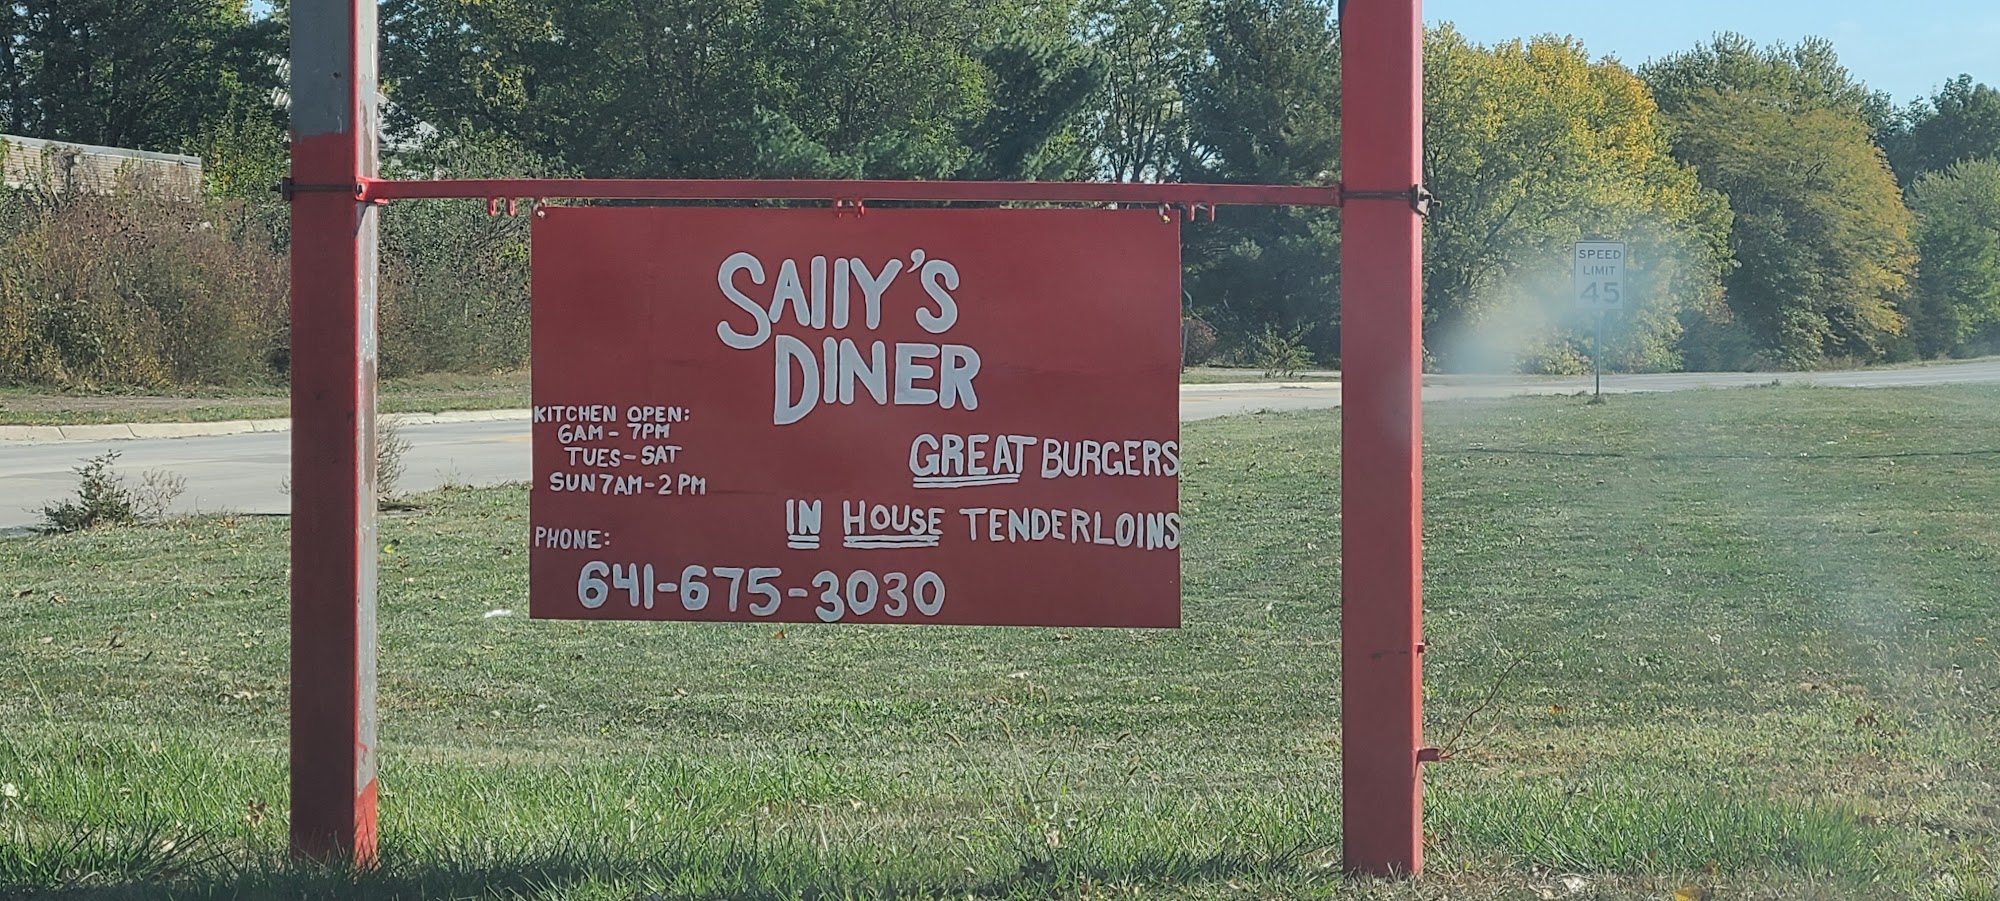 SAllY'S
DINER
KITCHEN OPEN:
6AM - 7PM
TUES - SAT
SUN 7AM - 2 PM
GREAT BURGERS
IN HOUSE TENDERLOINS
PHONE:
641-675-3030
SPEED
LIMIT
45